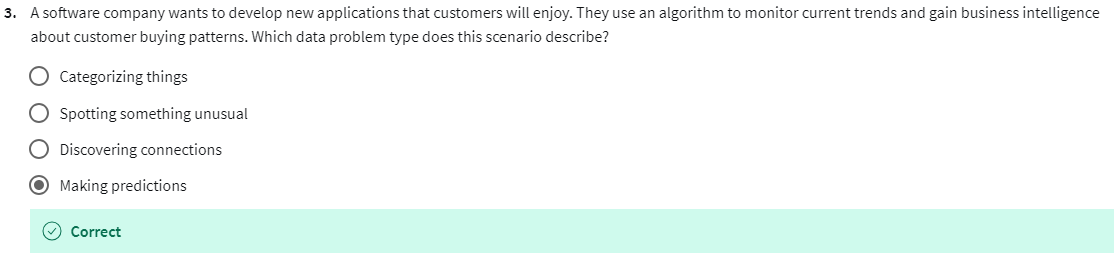 3. A software company wants to develop new applications that customers will enjoy. They use an algorithm to monitor current trends and gain business intelligence
about customer buying patterns. Which data problem type does this scenario describe?
Categorizing things
Spotting something unusual
Discovering connections
Making predictions
Correct